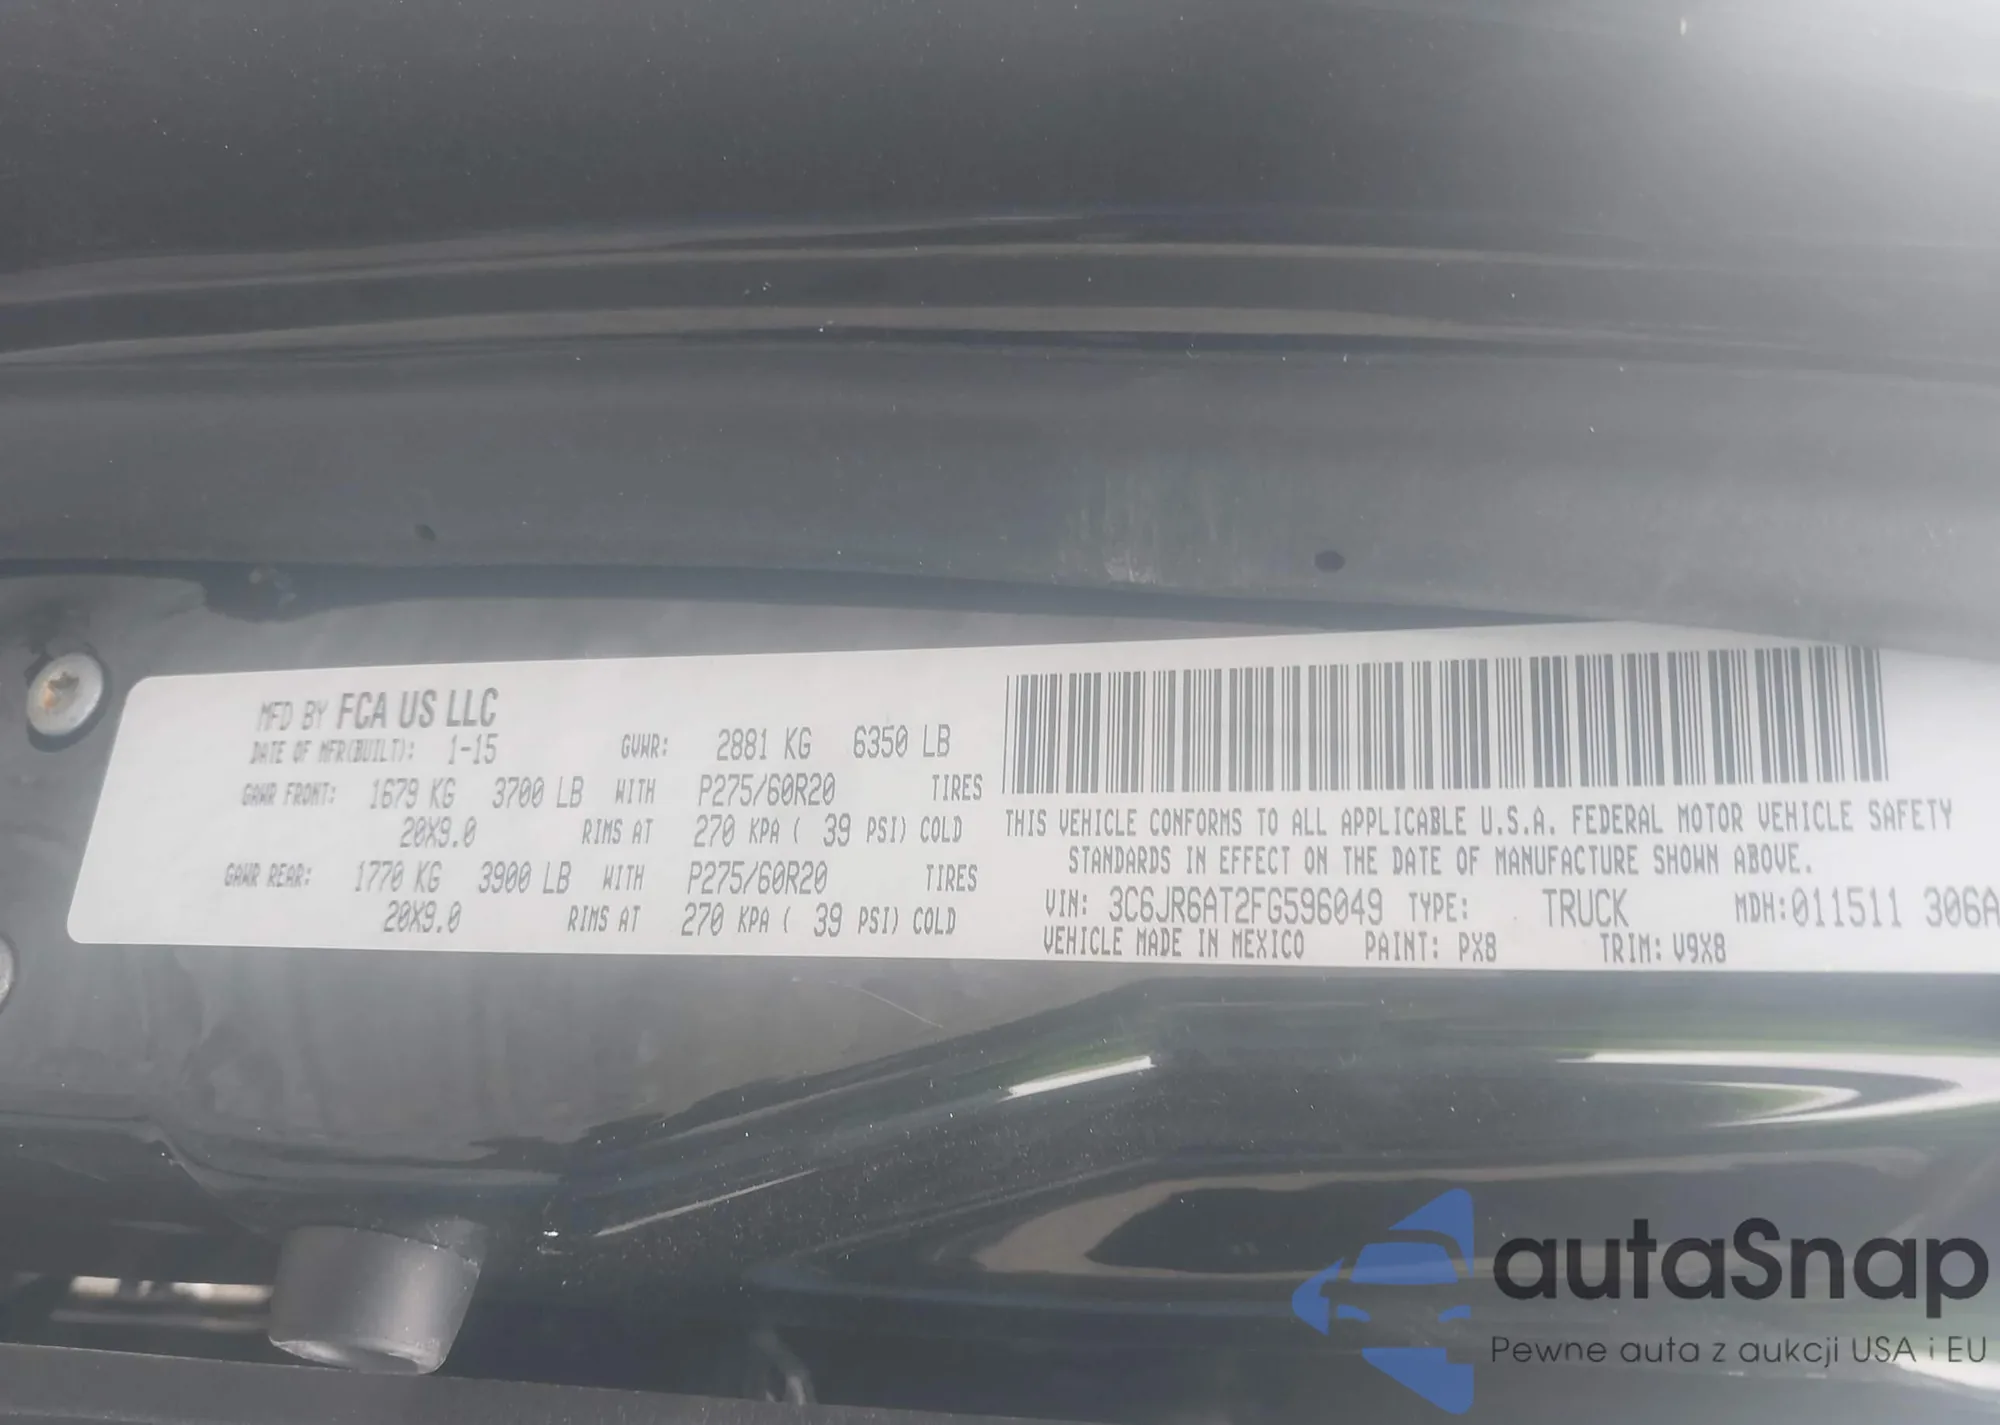 MFD BY FCA US LLC
DATE OF MFR(BUILT): 1-15 GVWR: 2881 KG 6350 LB
GAWR FRONT: 1679 KG 3700 LB WITH P275/60R20 TIRES
20X9.0 RIMS AT 270 KPA ( 39 PSI) COLD
GAWR REAR: 1770 KG 3900 LB WITH P275/60R20 TIRES
20X9.0 RIMS AT 270 KPA ( 39 PSI) COLD
THIS VEHICLE CONFORMS TO ALL APPLICABLE U.S.A. FEDERAL MOTOR VEHICLE SAFETY
STANDARDS IN EFFECT ON THE DATE OF MANUFACTURE SHOWN ABOVE.
VIN: 3C6JR6AT2FG596049 TYPE: TRUCK MDH:011511 306A
VEHICLE MADE IN MEXICO PAINT: PX8 TRIM: V9X8
autaSnap
Pewne auta z aukcji USA i EU